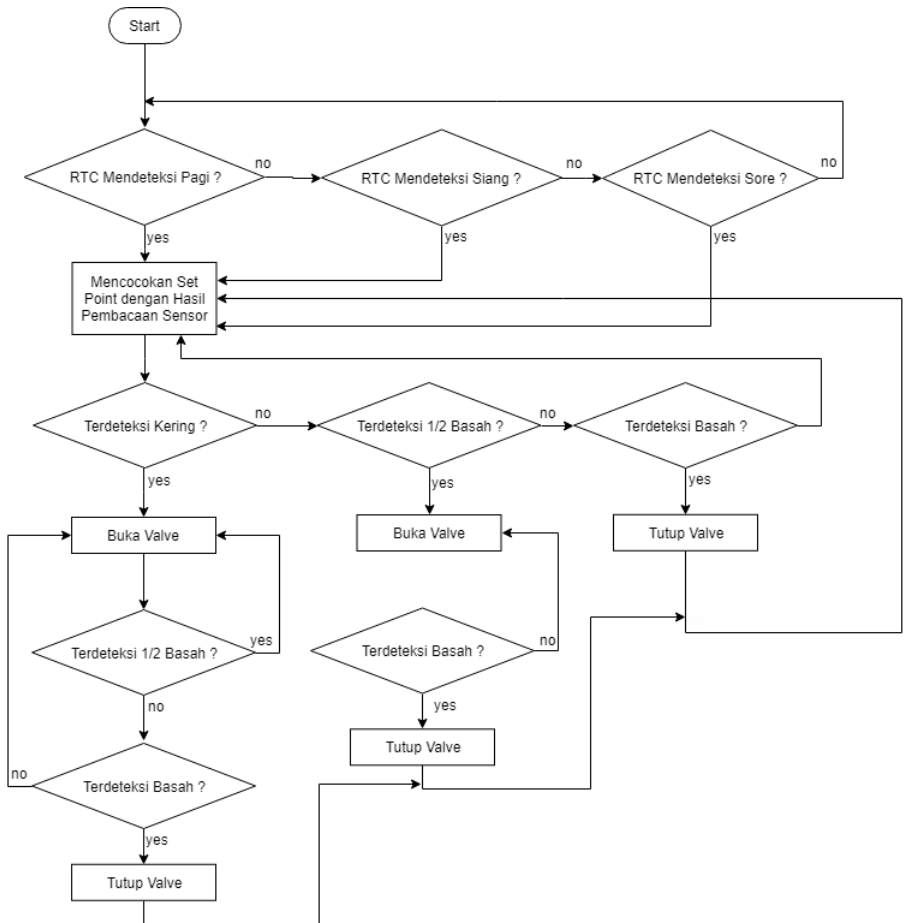 Start
RTC Mendeteksi Pagi ?
no
RTC Mendeteksi Siang ?
no
RTC Mendeteksi Sore ?
no
yes
yes
yes
Mencocokan Set
Point dengan Hasil
Pembacaan Sensor
Terdeteksi Kering ?
no
Terdeteksi 1/2 Basah ?
no
Terdeteksi Basah ?
yes
yes
yes
Buka Valve
Buka Valve
Tutup Valve
Terdeteksi 1/2 Basah ?
yes
Terdeteksi Basah ?
no
no
yes
Tutup Valve
no
Terdeteksi Basah ?
yes
Tutup Valve